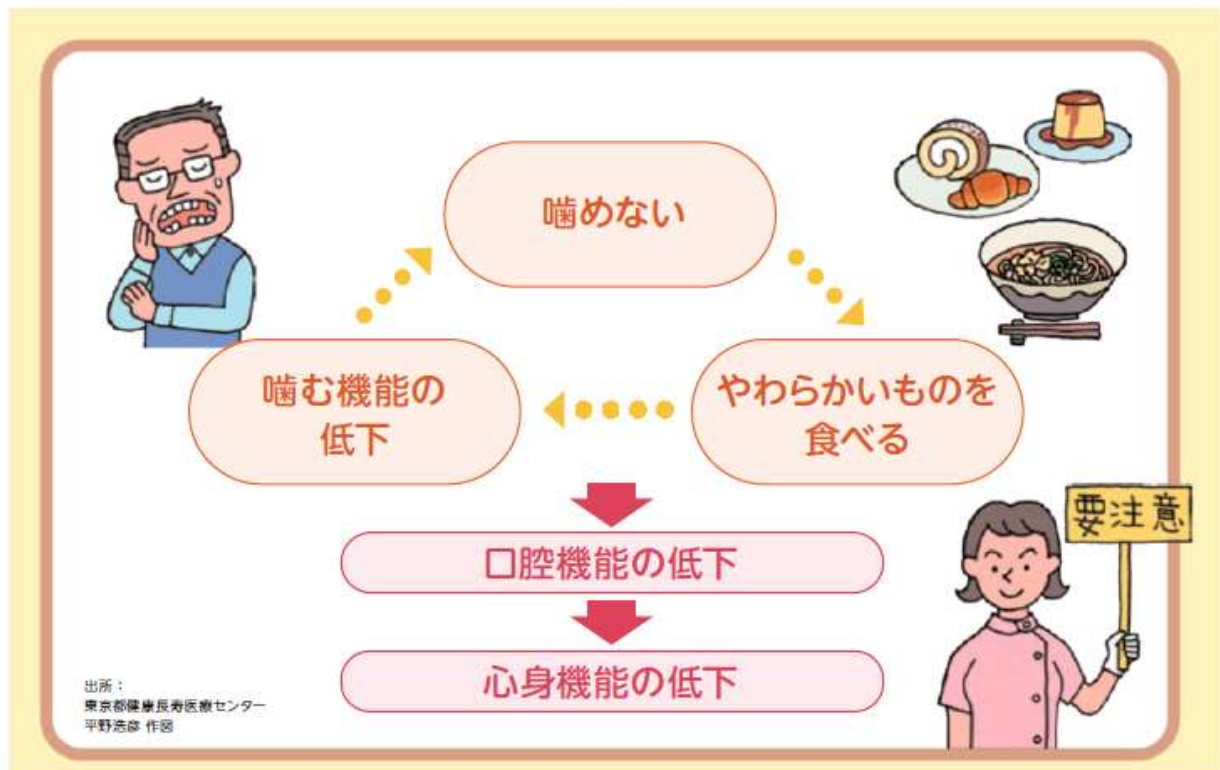 噛めない
噛む機能の
低下
やわらかいものを
食べる
口腔機能の低下
心身機能の低下
要注意
出所：
東京都健康長寿医療センター
平野浩彦 作図